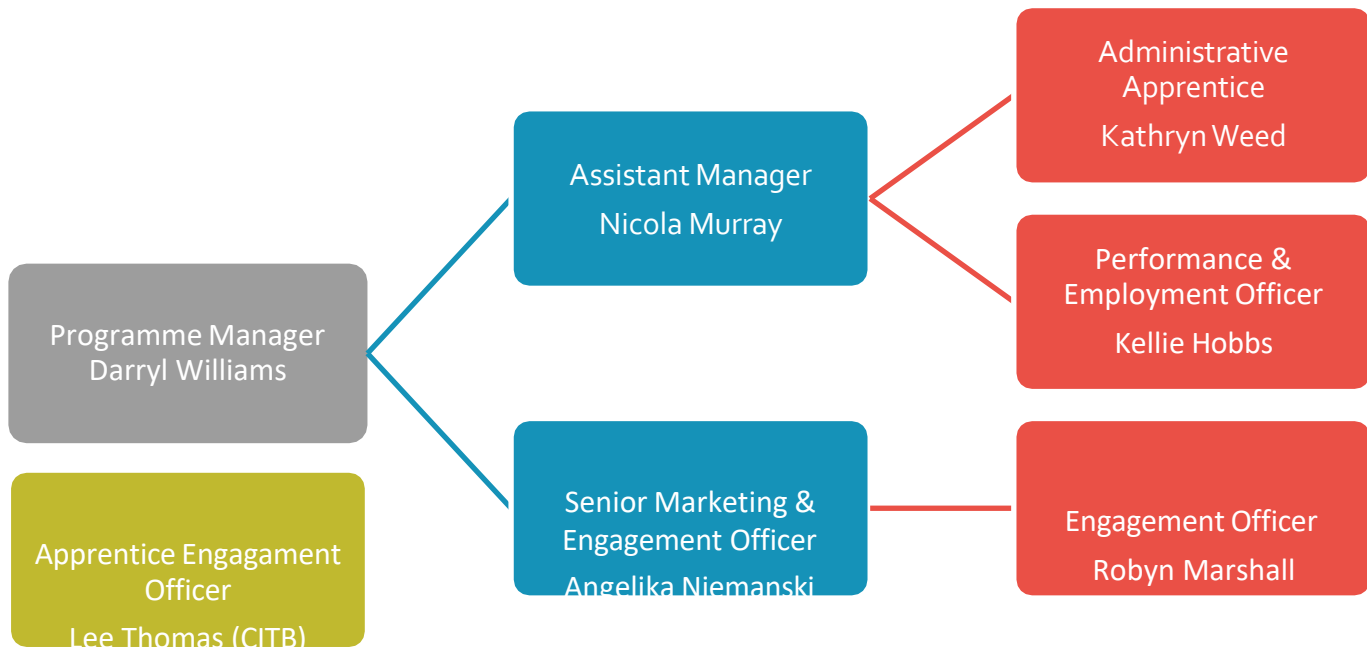 Programme Manager
Darryl Williams
Apprentice Engagament
Officer
Lee Thomas (CITB)
Assistant Manager
Nicola Murray
Senior Marketing &
Engagement Officer
Angelika Niemanski
Administrative
Apprentice
Kathryn Weed
Performance &
Employment Officer
Kellie Hobbs
Engagement Officer
Robyn Marshall